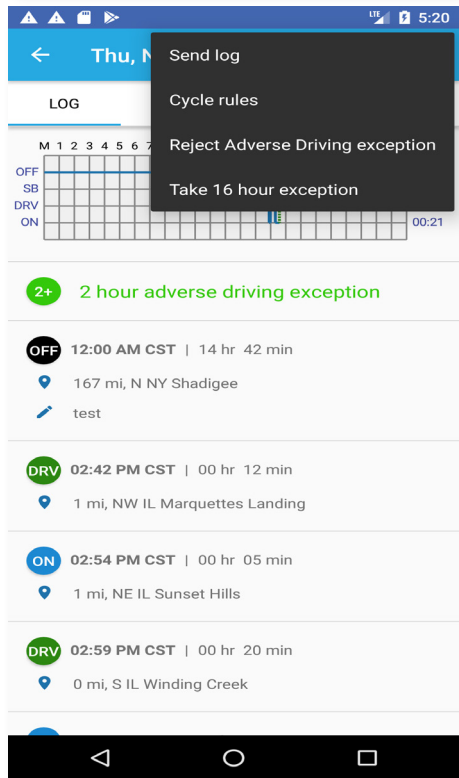 LTE 5:20
Thu, N
Send log
Cycle rules
Reject Adverse Driving exception
Take 16 hour exception
LOG
M 1 2 3 4 5 6 7
OFF
SB
DRV
ON 00:21
2+ 2 hour adverse driving exception
OFF 12:00 AM CST | 14 hr 42 min
167 mi, N NY Shadigee
test
DRV 02:42 PM CST | 00 hr 12 min
1 mi, NW IL Marquettes Landing
ON 02:54 PM CST | 00 hr 05 min
1 mi, NE IL Sunset Hills
DRV 02:59 PM CST | 00 hr 20 min
0 mi, S IL Winding Creek